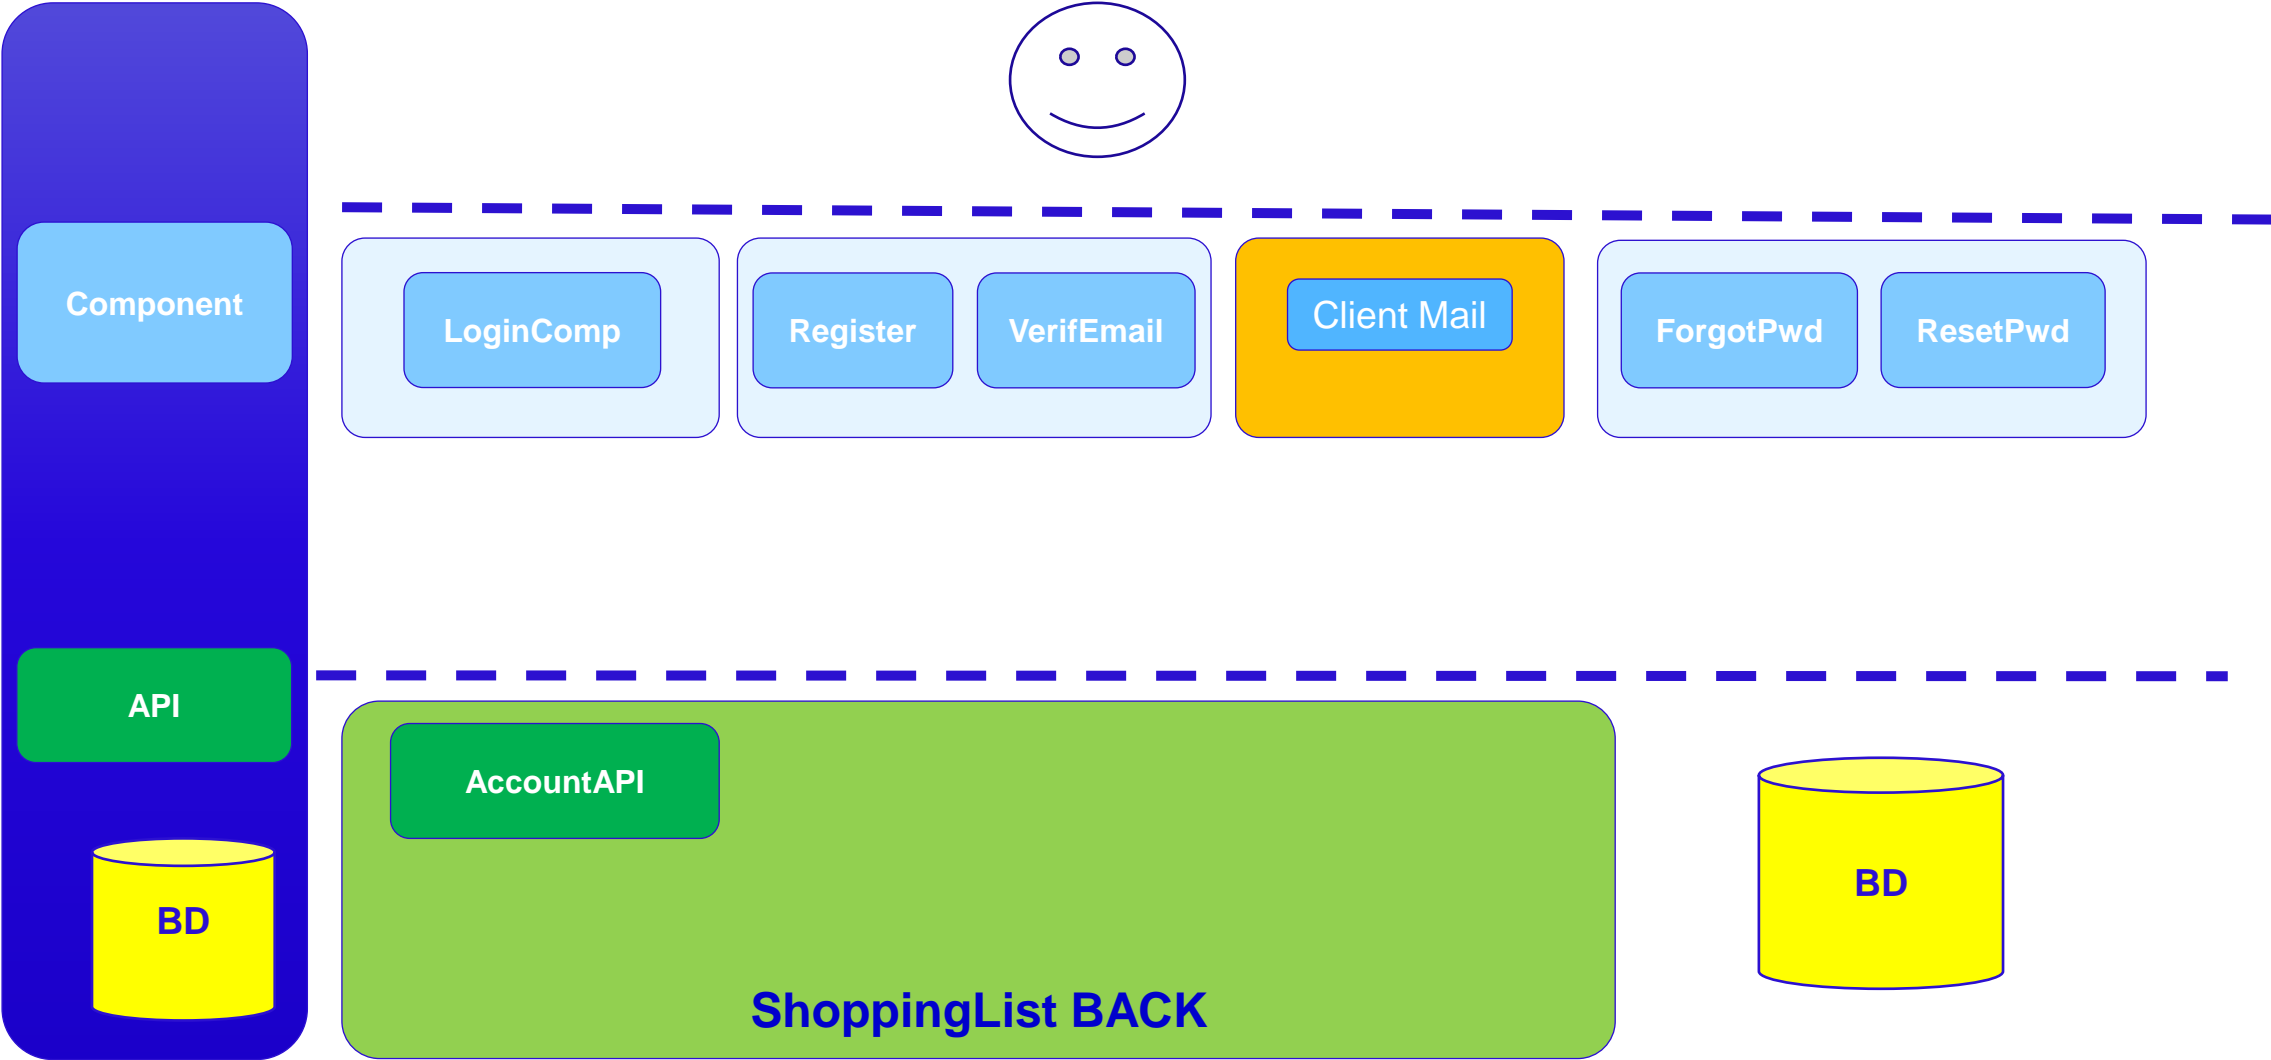 Component
LoginComp
Register
VerifEmail
Client Mail
ForgotPwd
ResetPwd
API
AccountAPI
BD
BD
ShoppingList BACK